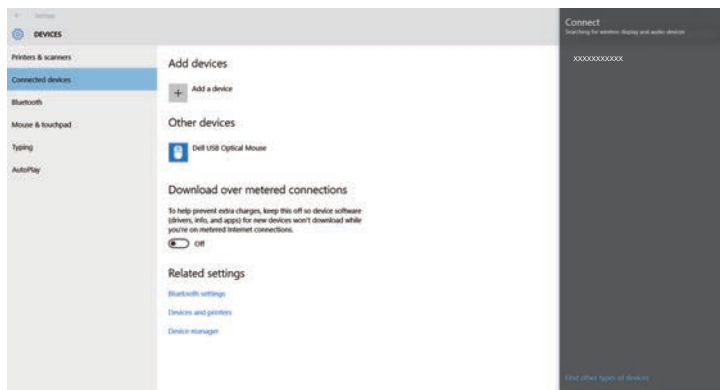 Settings
DEVICES
Printers & scanners
Connected devices
Bluetooth
Mouse & touchpad
Typing
AutoPlay
Add devices
Add a device
Other devices
Dell USB Optical Mouse
Download over metered connections
To help prevent extra charges, keep this off so device software
(drivers, info, and apps) for new devices won't download while
you're on metered Internet connections.
Off
Related settings
Bluetooth settings
Devices and printers
Device manager
Connect
Searching for wireless display and audio devices
xxxxxxxxxxx
Find other types of devices